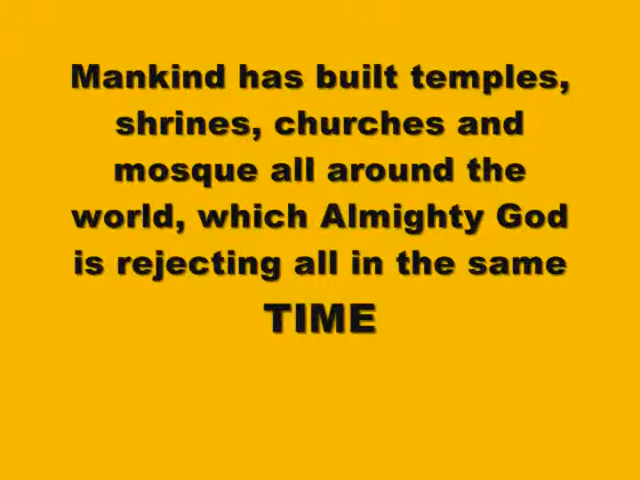 Mankind has built temples,
shrines, churches and
mosque all around the
world, which Almighty God
is rejecting all in the same
TIME